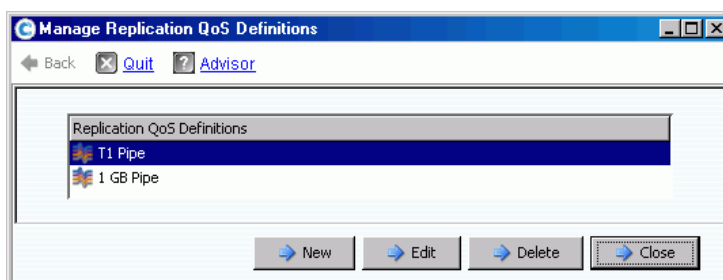 Manage Replication QoS Definitions
Back Quit ? Advisor
Replication QoS Definitions
T1 Pipe
1 GB Pipe
New Edit Delete Close